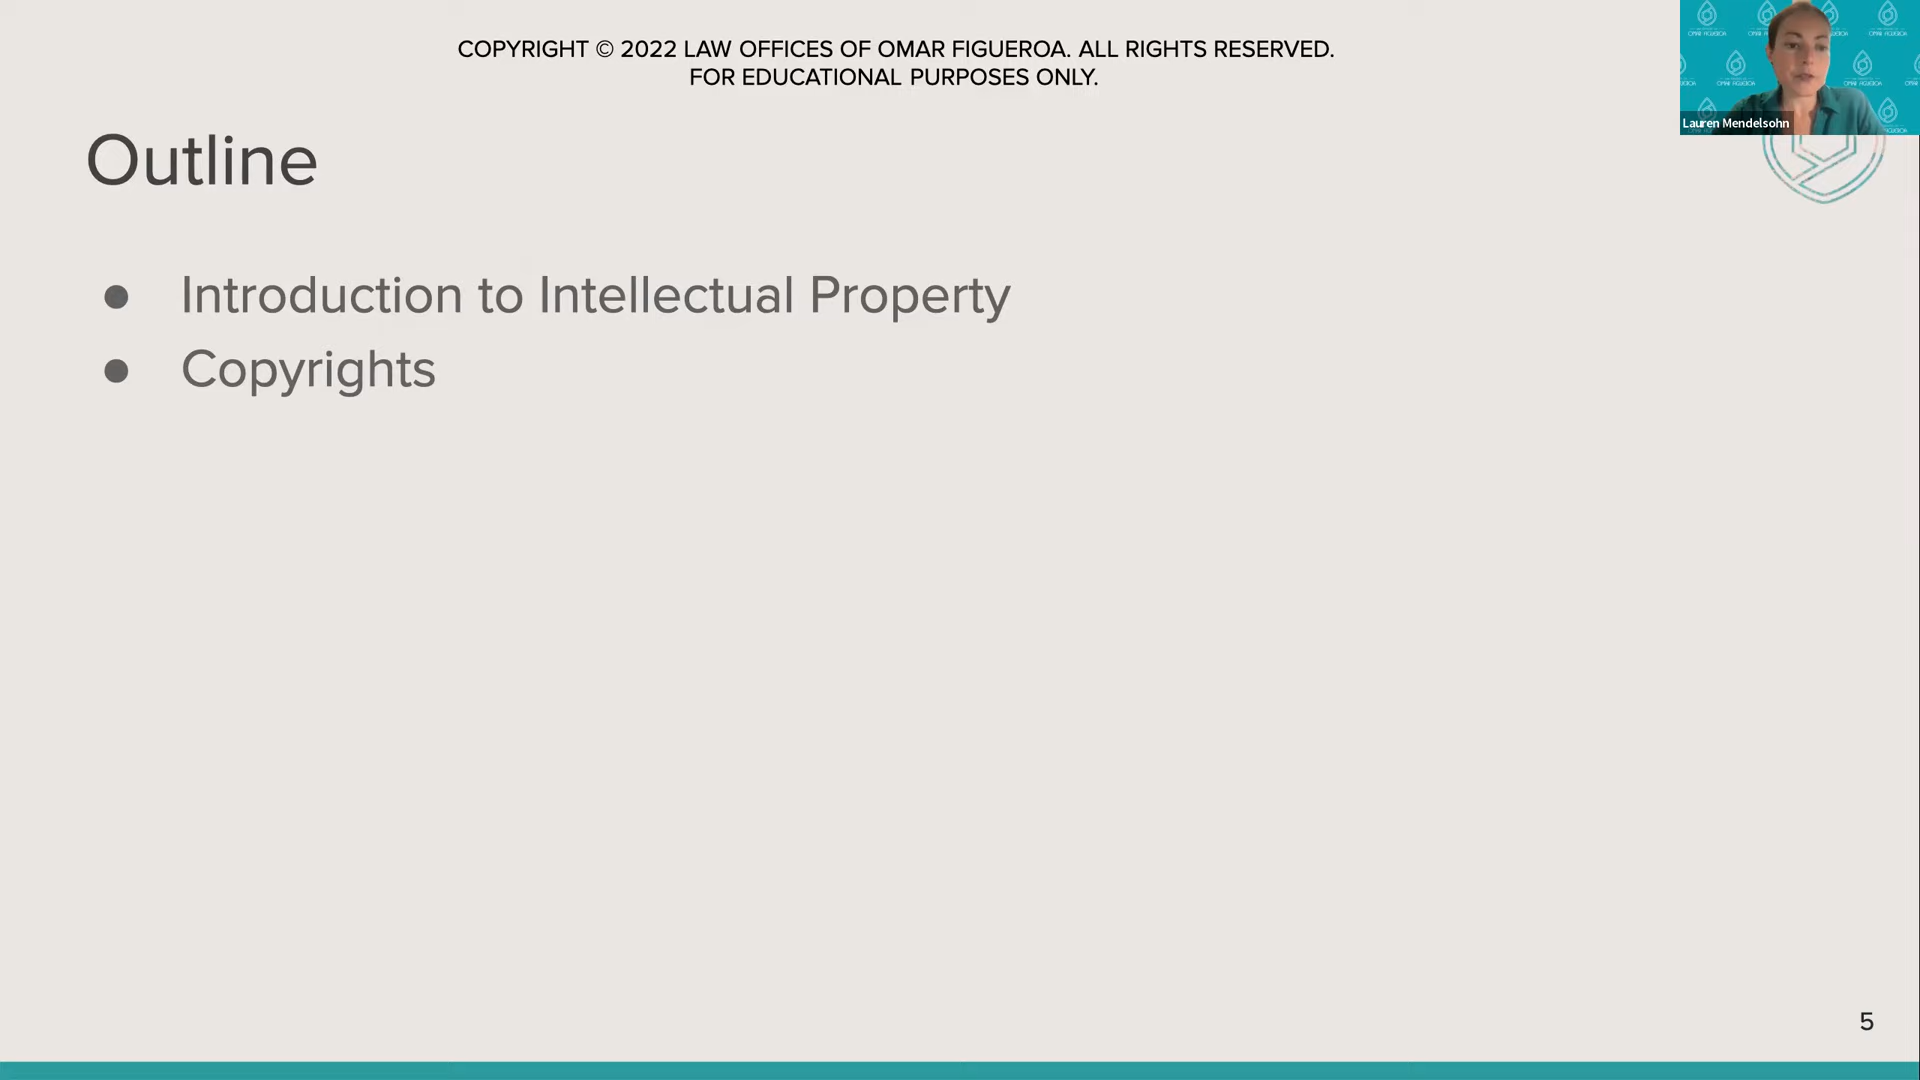 COPYRIGHT © 2022 LAW OFFICES OF OMAR FIGUEROA. ALL RIGHTS RESERVED.
FOR EDUCATIONAL PURPOSES ONLY.
Lauren Mendelsohn
Outline
● Introduction to Intellectual Property
● Copyrights
5